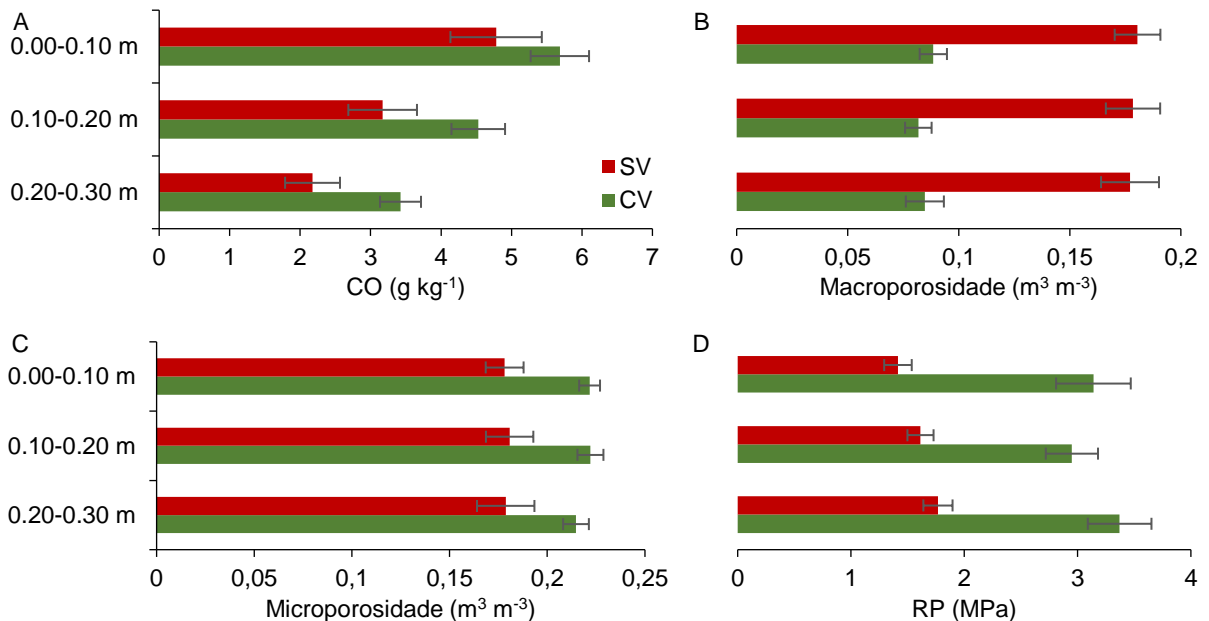 A
0.00-0.10 m
0.10-0.20 m
0.20-0.30 m
SV
CV
0 1 2 3 4 5 6 7
CO (g kg⁻¹)
B
0 0,05 0,1 0,15 0,2
Macroporosidade (m³ m⁻³)
C
0.00-0.10 m
0.10-0.20 m
0.20-0.30 m
0 0,05 0,1 0,15 0,2 0,25
Microporosidade (m³ m⁻³)
D
0 1 2 3 4
RP (MPa)